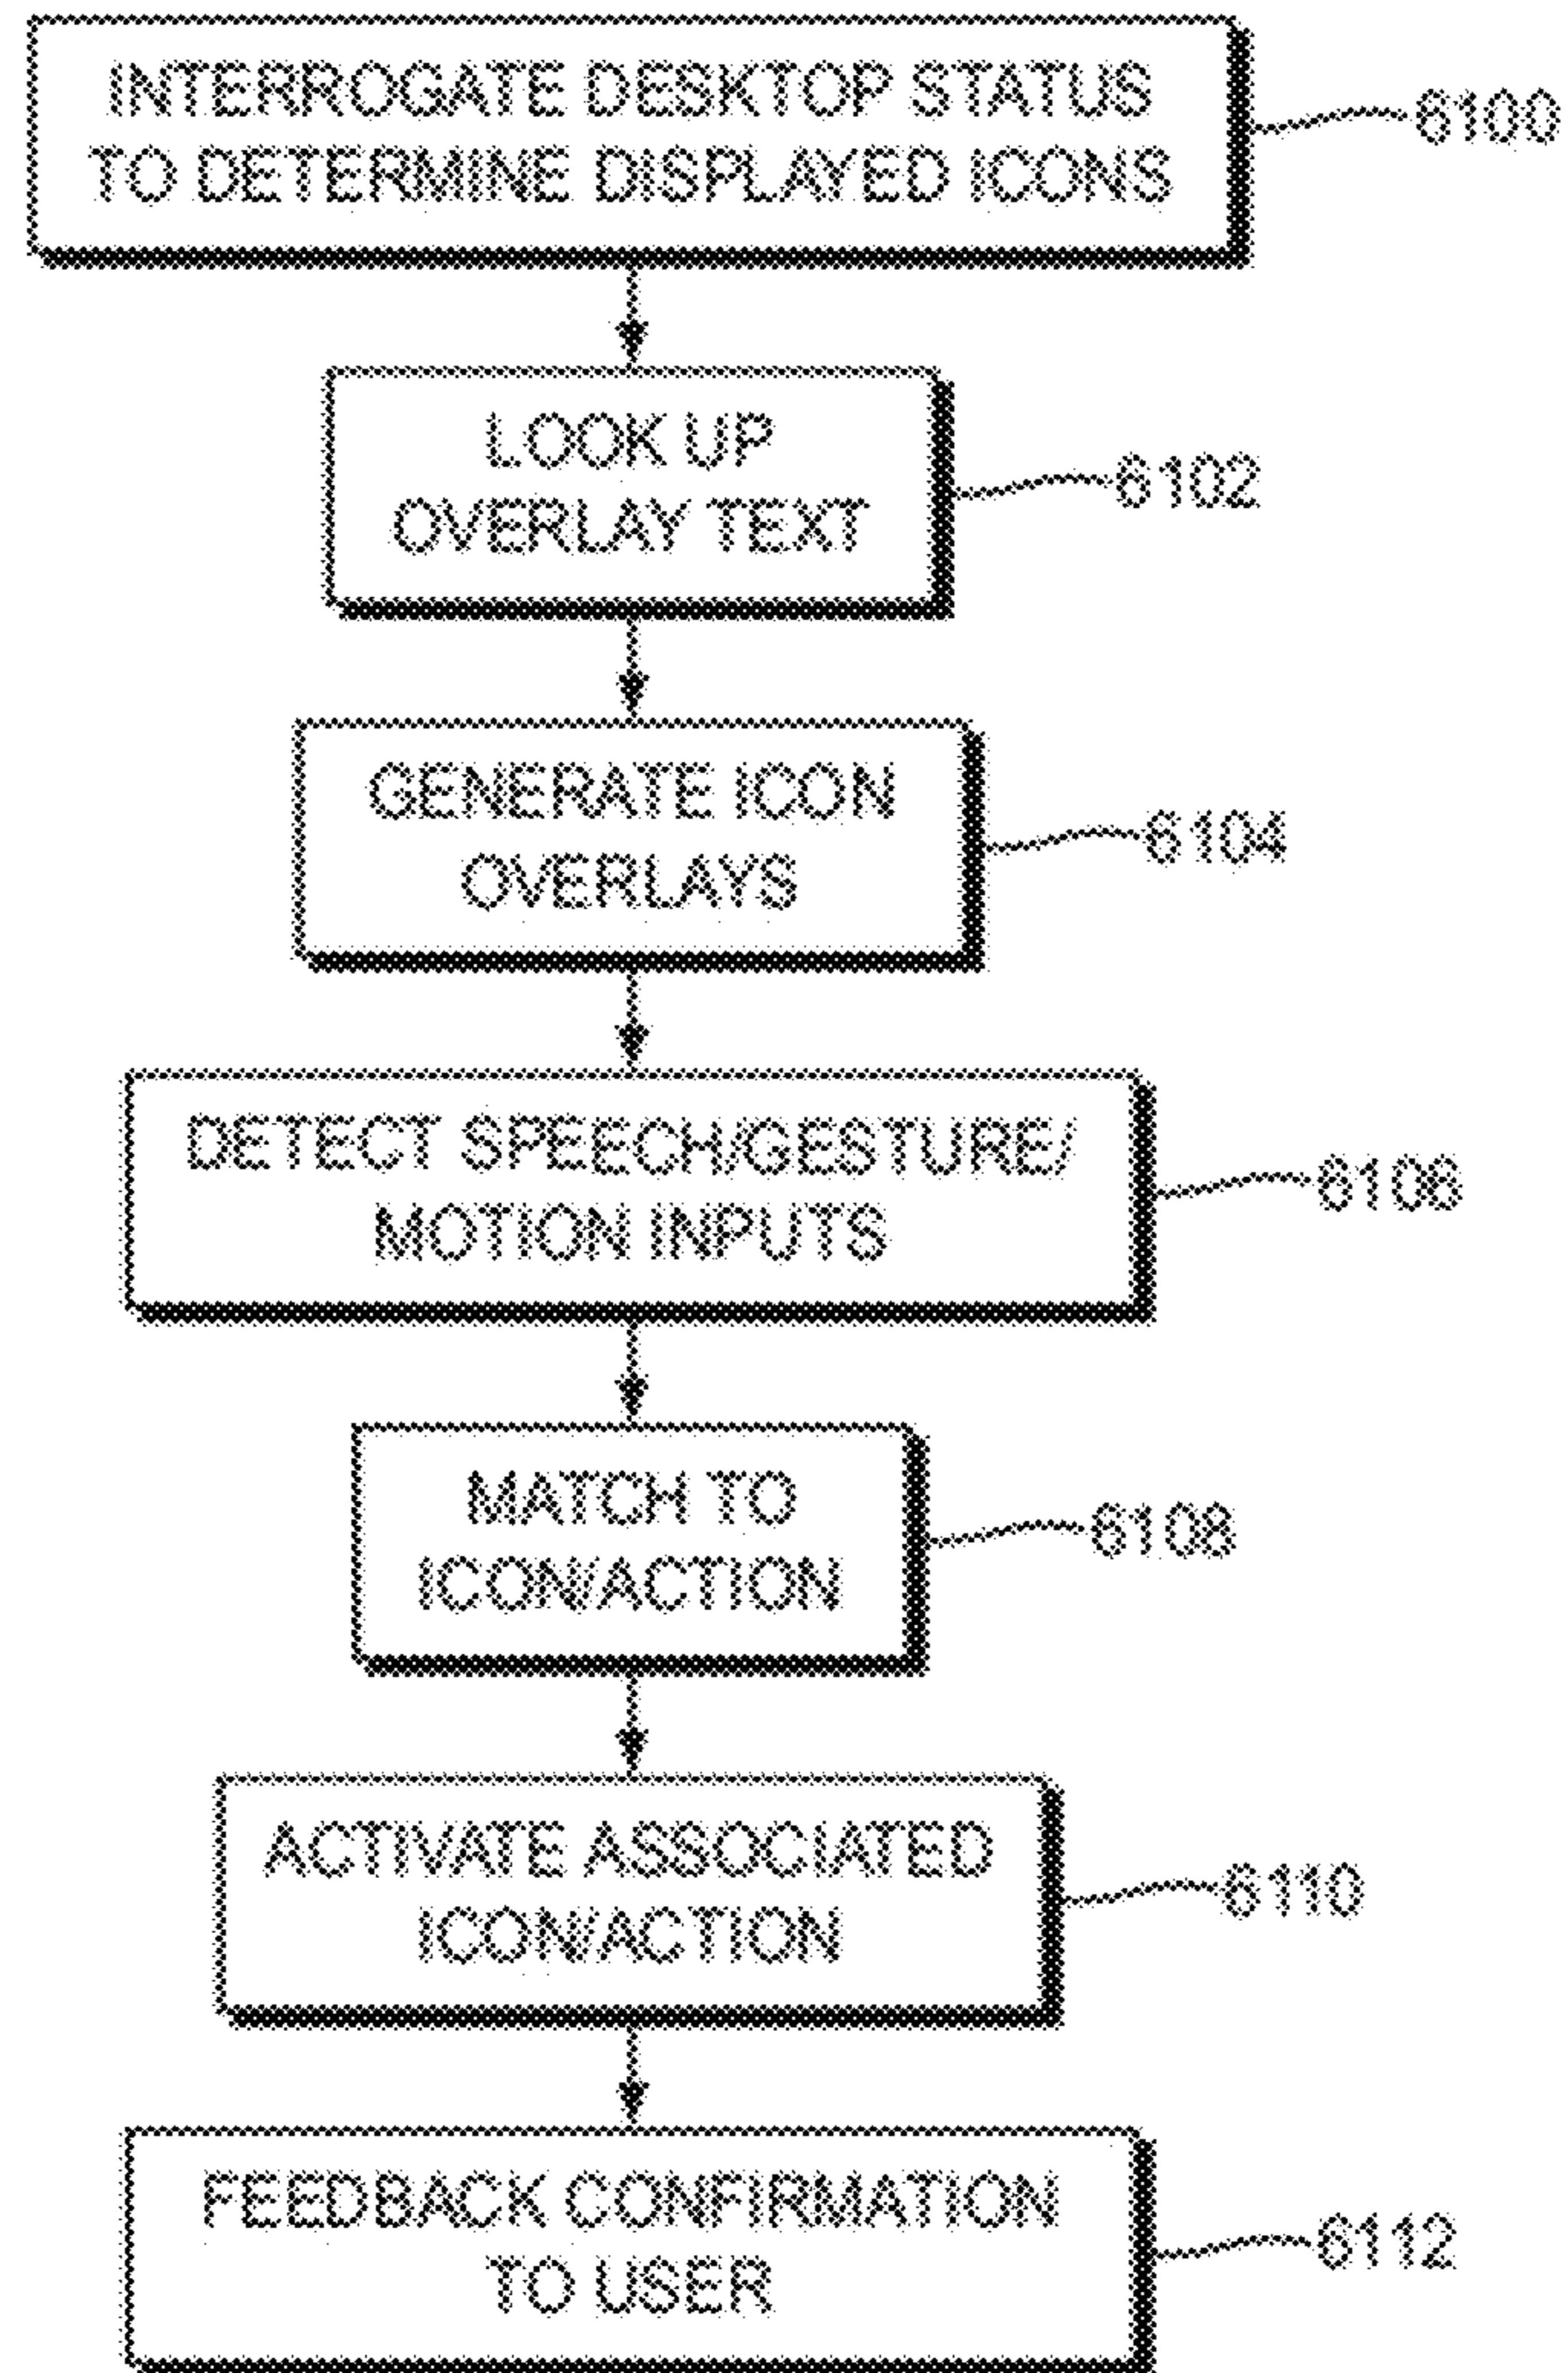 INTERROGATE DESKTOP STATUS
TO DETERMINE DISPLAYED ICONS
6100
LOOK UP
OVERLAY TEXT
6102
GENERATE ICON
OVERLAYS
6104
DETECT SPEECH/GESTURE/
MOTION INPUTS
6106
MATCH TO
ICON/ACTION
6108
ACTIVATE ASSOCIATED
ICON/ACTION
6110
FEEDBACK CONFIRMATION
TO USER
6112